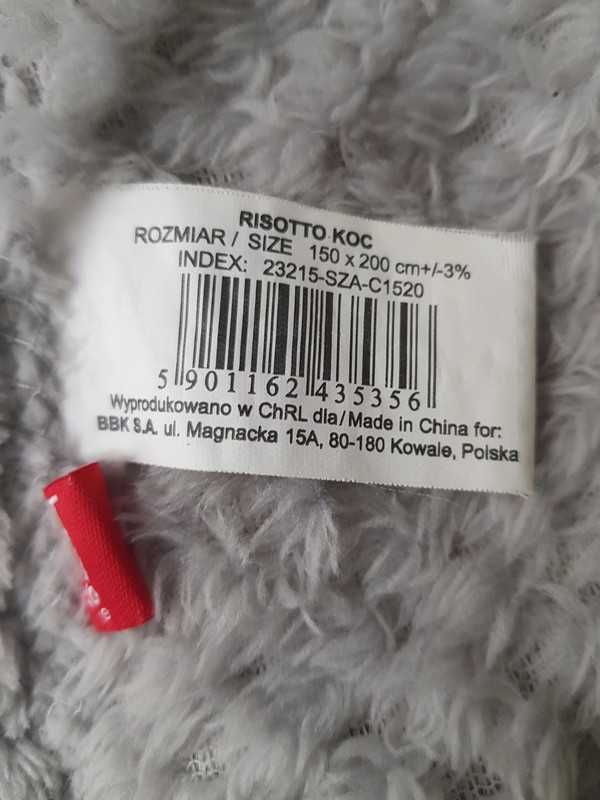 RISOTTO KOC
ROZMIAR / SIZE 150 x 200 cm+/-3%
INDEX: 23215-SZA-C1520
5 901162 435356
Wyprodukowano w ChRL dla/Made in China for:
BBK S.A. ul. Magnacka 15A, 80-180 Kowale, Polska